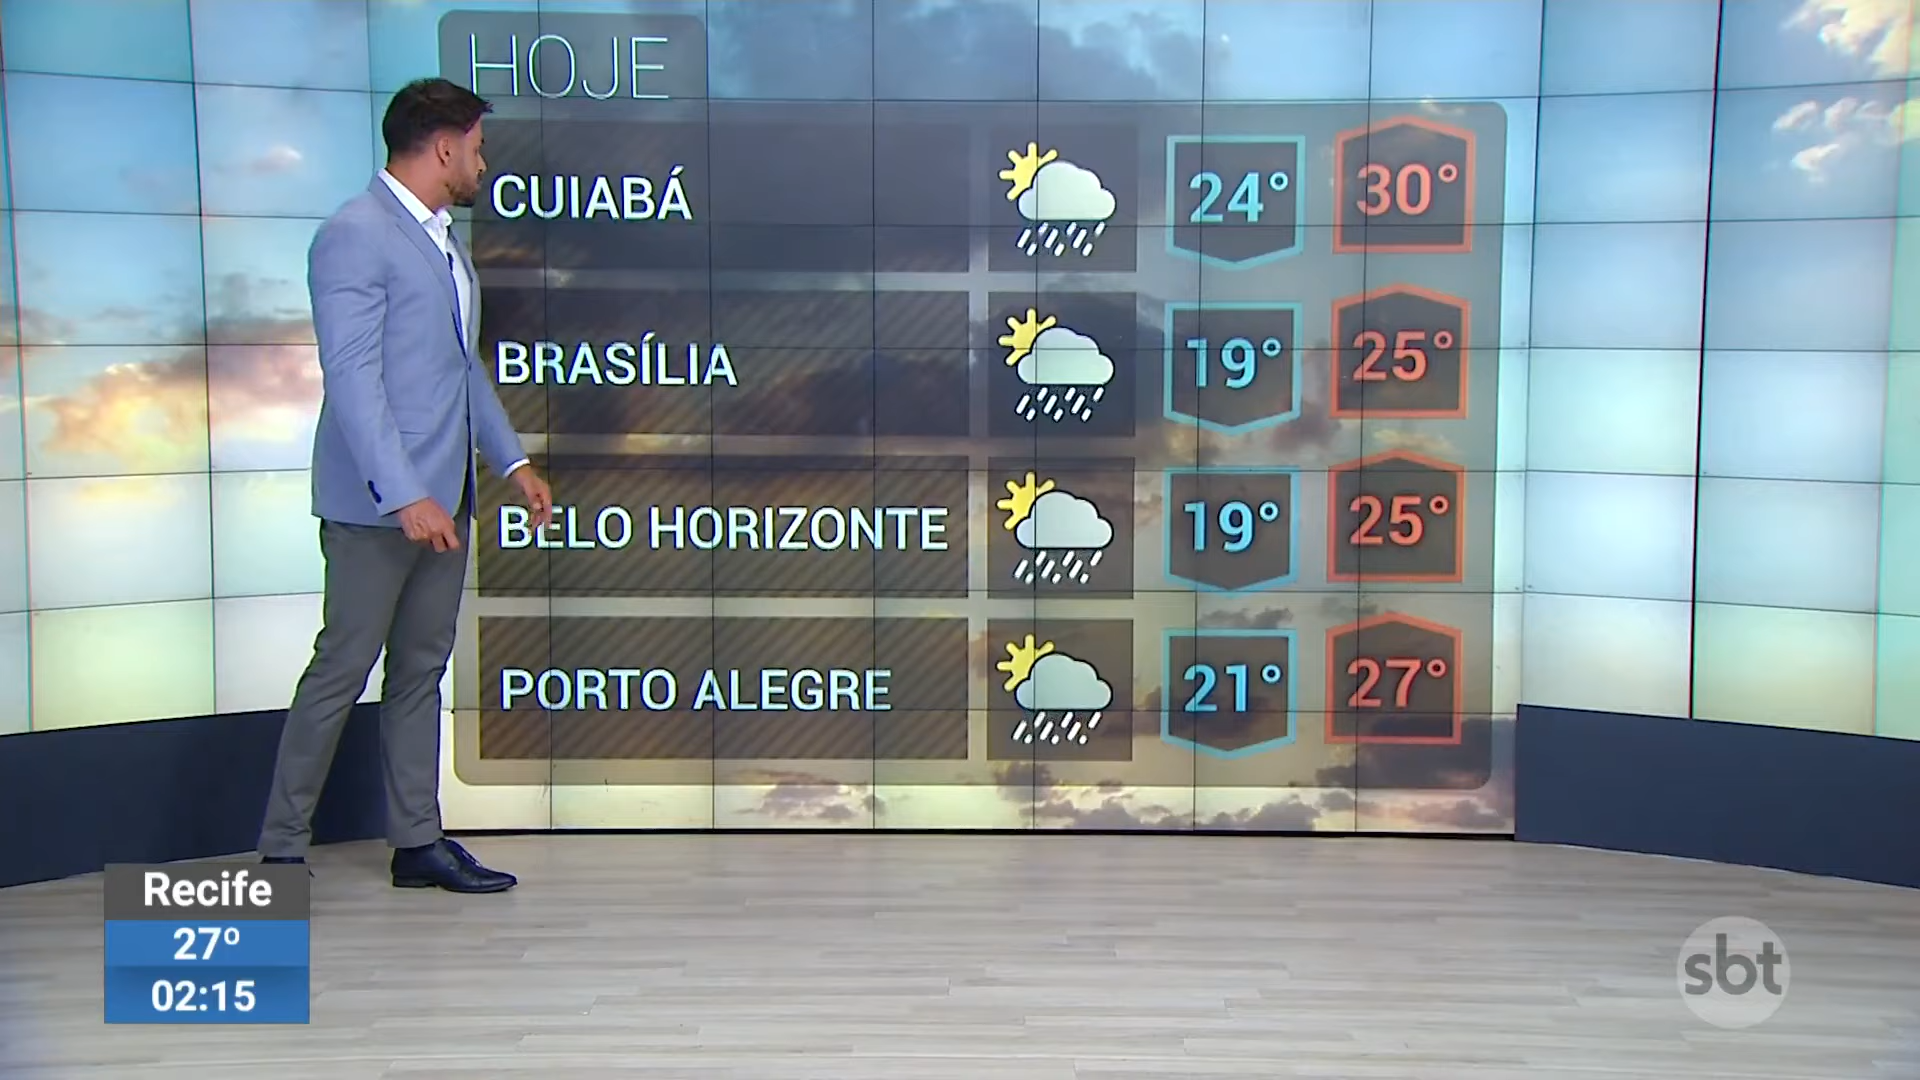 HOJE
CUIABÁ 24° 30°
BRASÍLIA 19° 25°
BELO HORIZONTE 19° 25°
PORTO ALEGRE 21° 27°
Recife
27º
02:15
sbt